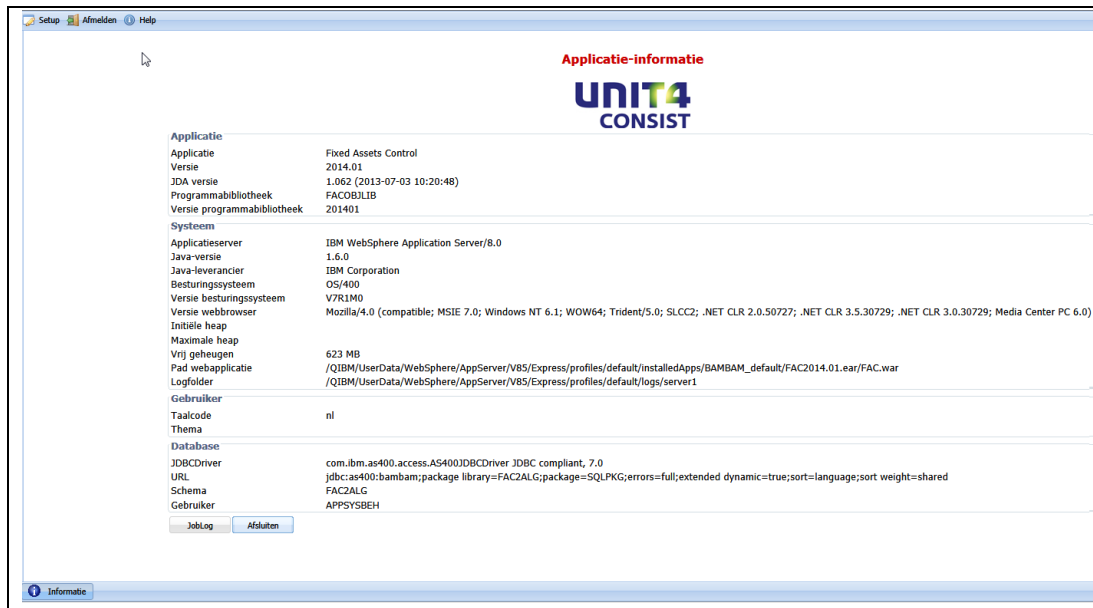 Setup Afmelden Help
Applicatie-informatie
UNIT4
CONSIST
Applicatie
Applicatie Fixed Assets Control
Versie 2014.01
JDA versie 1.062 (2013-07-03 10:20:48)
Programmabibliotheek FACOBJLIB
Versie programmabibliotheek 201401
Systeem
Applicatieserver IBM WebSphere Application Server/8.0
Java-versie 1.6.0
Java-leverancier IBM Corporation
Besturingssysteem OS/400
Versie besturingssysteem V7R1M0
Versie webbrowser Mozilla/4.0 (compatible; MSIE 7.0; Windows NT 6.1; WOW64; Trident/5.0; SLCC2; .NET CLR 2.0.50727; .NET CLR 3.5.30729; .NET CLR 3.0.30729; Media Center PC 6.0)
Initiële heap
Maximale heap
Vrij geheugen 623 MB
Pad webapplicatie /QIBM/UserData/WebSphere/AppServer/V85/Express/profiles/default/installedApps/BAMBAM_default/FAC2014.01.ear/FAC.war
Logfolder /QIBM/UserData/WebSphere/AppServer/V85/Express/profiles/default/logs/server1
Gebruiker
Taalcode nl
Thema
Database
JDBCDriver com.ibm.as400.access.AS400JDBCDriver JDBC compliant, 7.0
URL jdbc:as400:bambam;package library=FAC2ALG;package=SQLPKG;errors=full;extended dynamic=true;sort=language;sort weight=shared
Schema FAC2ALG
Gebruiker APPSYSBEH
JobLog Afsluiten
Informatie